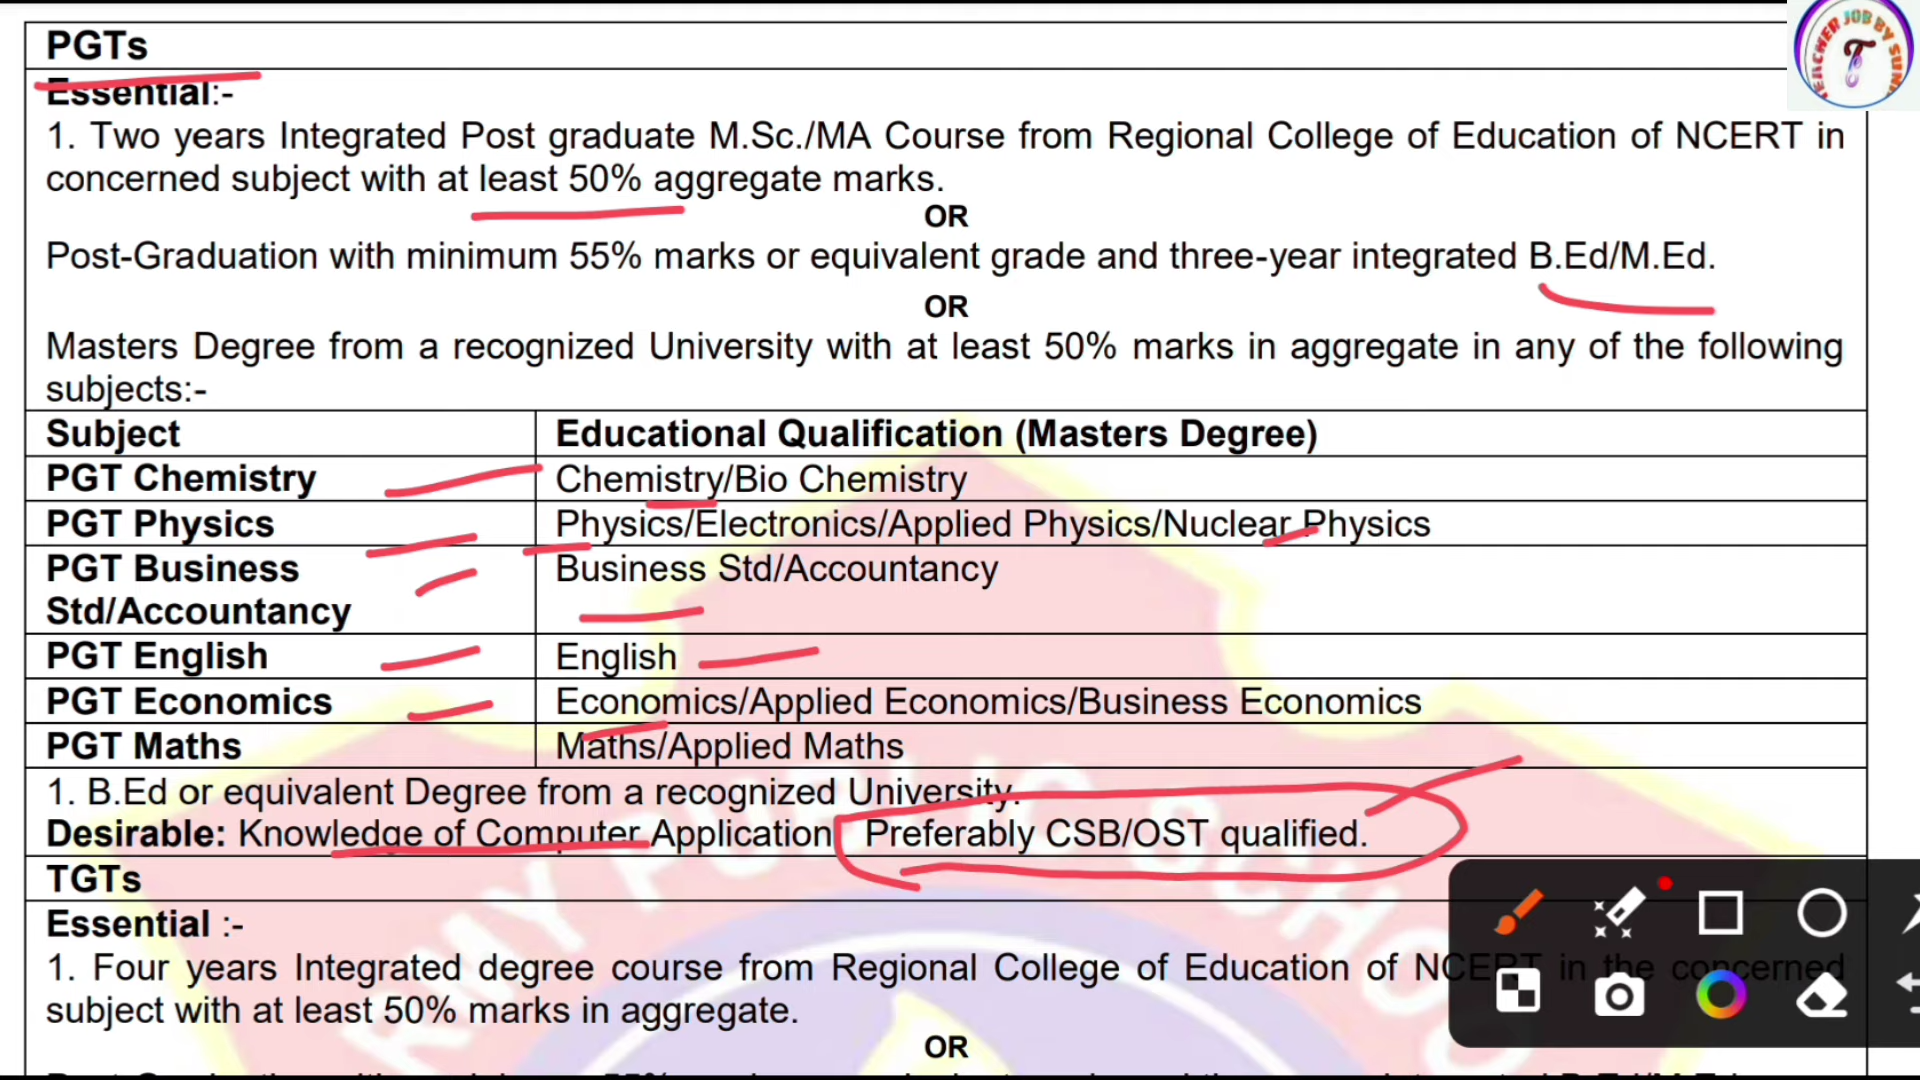 PGTs
Essential:-
1. Two years Integrated Post graduate M.Sc./MA Course from Regional College of Education of NCERT in
concerned subject with at least 50% aggregate marks.
OR
Post-Graduation with minimum 55% marks or equivalent grade and three-year integrated B.Ed/M.Ed.
OR
Masters Degree from a recognized University with at least 50% marks in aggregate in any of the following
subjects:-
Subject Educational Qualification (Masters Degree)
PGT Chemistry Chemistry/Bio Chemistry
PGT Physics Physics/Electronics/Applied Physics/Nuclear Physics
PGT Business Business Std/Accountancy
Std/Accountancy
PGT English English
PGT Economics Economics/Applied Economics/Business Economics
PGT Maths Maths/Applied Maths
1. B.Ed or equivalent Degree from a recognized University.
Desirable: Knowledge of Computer Application Preferably CSB/OST qualified.
TGTs
Essential :-
1. Four years Integrated degree course from Regional College of Education of NCERT in the concerned
subject with at least 50% marks in aggregate.
OR
TEACHER JOB BY SUN
ARMY PUBLIC SCHOO